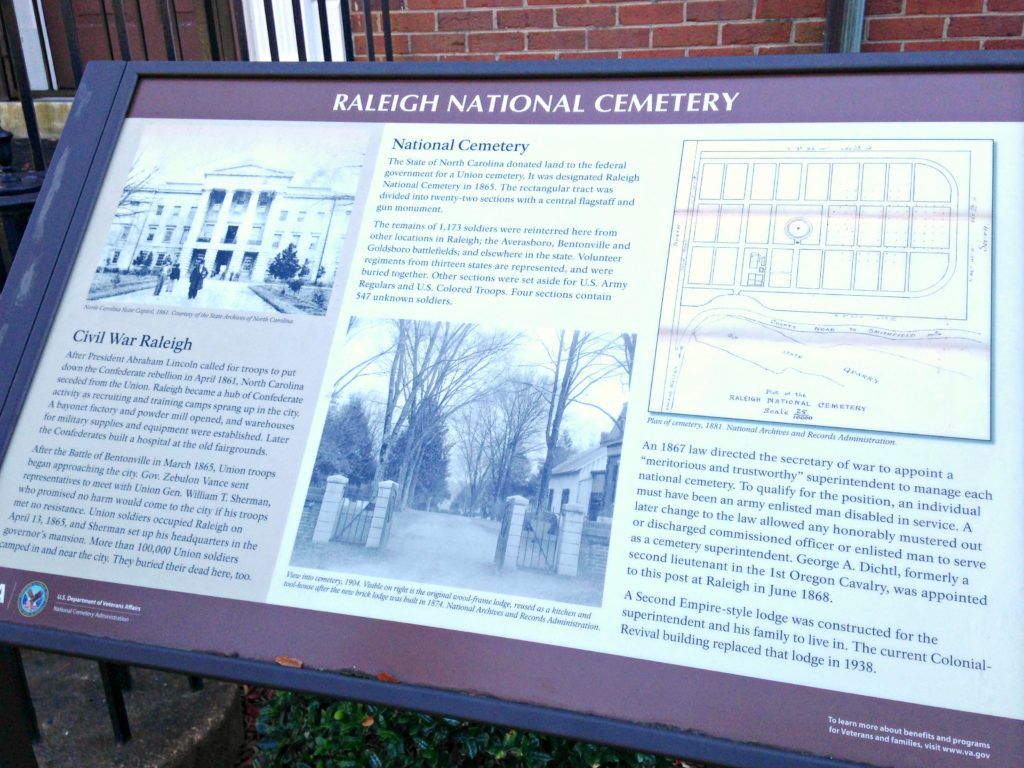 RALEIGH NATIONAL CEMETERY
North Carolina State Capitol, 1861. Courtesy of the State Archives of North Carolina.
Civil War Raleigh
After President Abraham Lincoln called for troops to put
down the Confederate rebellion in April 1861, North Carolina
seceded from the Union. Raleigh became a hub of Confederate
activity as recruiting and training camps sprang up in the city.
A bayonet factory and powder mill opened, and warehouses
for military supplies and equipment were established. Later
the Confederates built a hospital at the old fairgrounds.
After the Battle of Bentonville in March 1865, Union troops
began approaching the city. Gov. Zebulon Vance sent
representatives to meet with Union Gen. William T. Sherman,
who promised no harm would come to the city if his troops
met no resistance. Union soldiers occupied Raleigh on
April 13, 1865, and Sherman set up his headquarters in the
governor's mansion. More than 100,000 Union soldiers
camped in and near the city. They buried their dead here, too.
National Cemetery
The State of North Carolina donated land to the federal
government for a Union cemetery. It was designated Raleigh
National Cemetery in 1865. The rectangular tract was
divided into twenty-two sections with a central flagstaff and
gun monument.
The remains of 1,173 soldiers were reinterred here from
other locations in Raleigh; the Averasboro, Bentonville and
Goldsboro battlefields; and elsewhere in the state. Volunteer
regiments from thirteen states are represented, and were
buried together. Other sections were set aside for U.S. Army
Regulars and U.S. Colored Troops. Four sections contain
547 unknown soldiers.
View into cemetery, 1904. Visible on right is the original wood-frame lodge, reused as a kitchen and
tool-house after the new brick lodge was built in 1874. National Archives and Records Administration.
COUNTY ROAD TO SMITHFIELD
STATE
QUARRY
Plot of the
RALEIGH NATIONAL CEMETERY
Scale
Plan of cemetery, 1881. National Archives and Records Administration.
An 1867 law directed the secretary of war to appoint a
"meritorious and trustworthy" superintendent to manage each
national cemetery. To qualify for the position, an individual
must have been an army enlisted man disabled in service. A
later change to the law allowed any honorably mustered out
or discharged commissioned officer or enlisted man to serve
as a cemetery superintendent. George A. Dichtl, formerly a
second lieutenant in the 1st Oregon Cavalry, was appointed
to this post at Raleigh in June 1868.
A Second Empire-style lodge was constructed for the
superintendent and his family to live in. The current Colonial-
Revival building replaced that lodge in 1938.
A
U.S. Department of Veterans Affairs
National Cemetery Administration
To learn more about benefits and programs
for Veterans and families, visit www.va.gov